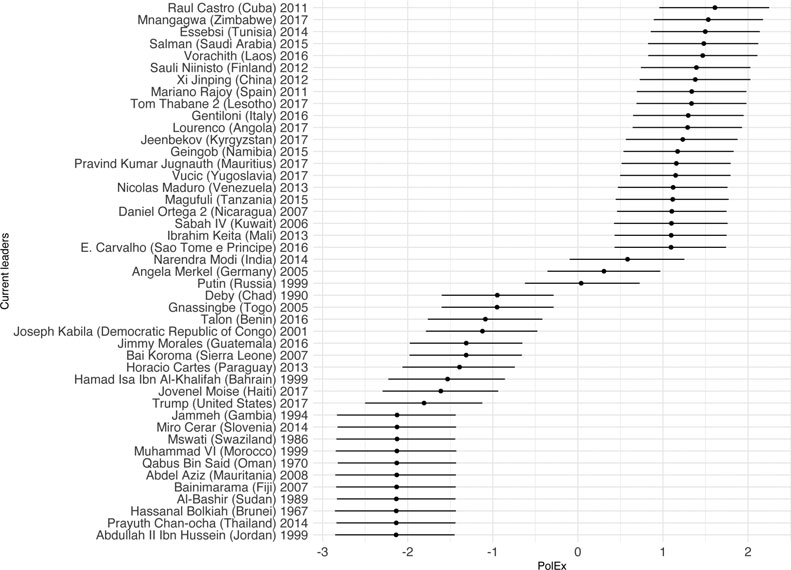 Raul Castro (Cuba) 2011
Mnangagwa (Zimbabwe) 2017
Essebsi (Tunisia) 2014
Salman (Saudi Arabia) 2015
Vorachith (Laos) 2016
Sauli Niinisto (Finland) 2012
Xi Jinping (China) 2012
Mariano Rajoy (Spain) 2011
Tom Thabane 2 (Lesotho) 2017
Gentiloni (Italy) 2016
Lourenco (Angola) 2017
Jeenbekov (Kyrgyzstan) 2017
Geingob (Namibia) 2015
Pravind Kumar Jugnauth (Mauritius) 2017
Vucic (Yugoslavia) 2017
Nicolas Maduro (Venezuela) 2013
Magufuli (Tanzania) 2015
Daniel Ortega 2 (Nicaragua) 2007
Sabah IV (Kuwait) 2006
Ibrahim Keita (Mali) 2013
E. Carvalho (Sao Tome e Principe) 2016
Narendra Modi (India) 2014
Angela Merkel (Germany) 2005
Putin (Russia) 1999
Deby (Chad) 1990
Gnassingbe (Togo) 2005
Talon (Benin) 2016
Joseph Kabila (Democratic Republic of Congo) 2001
Jimmy Morales (Guatemala) 2016
Bai Koroma (Sierra Leone) 2007
Horacio Cartes (Paraguay) 2013
Hamad Isa Ibn Al-Khalifah (Bahrain) 1999
Jovenel Moise (Haiti) 2017
Trump (United States) 2017
Jammeh (Gambia) 1994
Miro Cerar (Slovenia) 2014
Mswati (Swaziland) 1986
Muhammad VI (Morocco) 1999
Qabus Bin Said (Oman) 1970
Abdel Aziz (Mauritania) 2008
Bainimarama (Fiji) 2007
Al-Bashir (Sudan) 1989
Hassanal Bolkiah (Brunei) 1967
Prayuth Chan-ocha (Thailand) 2014
Abdullah II Ibn Hussein (Jordan) 1999
Current leaders
-3 -2 -1 0 1 2
PolEx